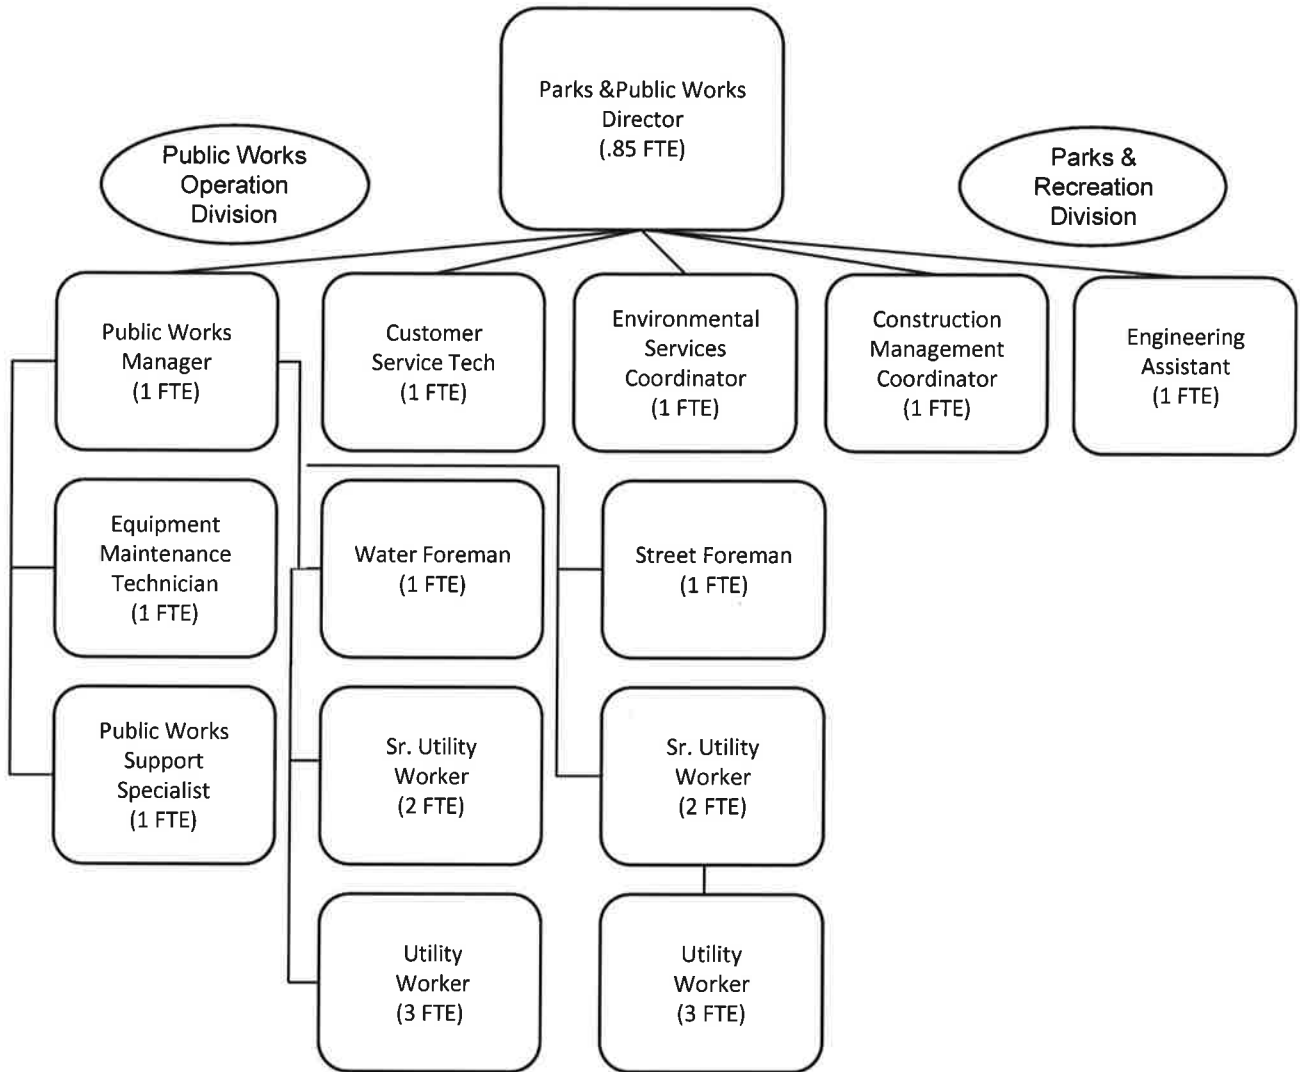 Parks &Public Works
Director
(.85 FTE)
Public Works
Operation
Division
Parks &
Recreation
Division
Public Works
Manager
(1 FTE)
Customer
Service Tech
(1 FTE)
Environmental
Services
Coordinator
(1 FTE)
Construction
Management
Coordinator
(1 FTE)
Engineering
Assistant
(1 FTE)
Equipment
Maintenance
Technician
(1 FTE)
Water Foreman
(1 FTE)
Street Foreman
(1 FTE)
Public Works
Support
Specialist
(1 FTE)
Sr. Utility
Worker
(2 FTE)
Sr. Utility
Worker
(2 FTE)
Utility
Worker
(3 FTE)
Utility
Worker
(3 FTE)